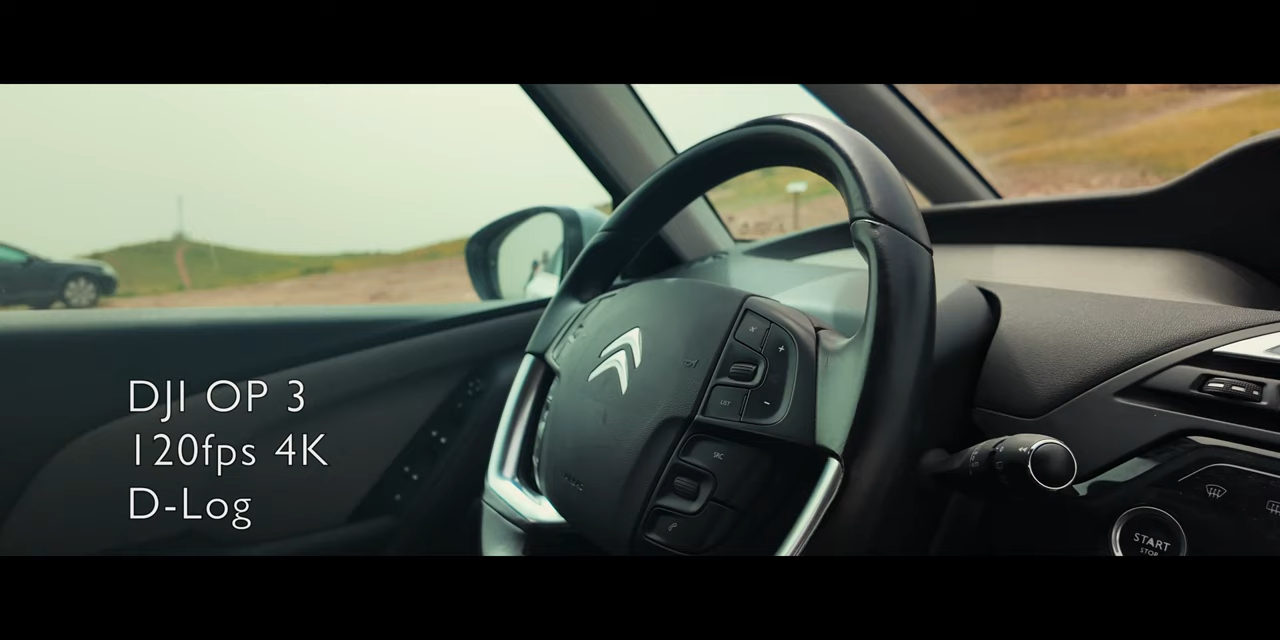 DJI OP 3
120fps 4K
D-Log
+
LIST
-
SRC
START
STOP